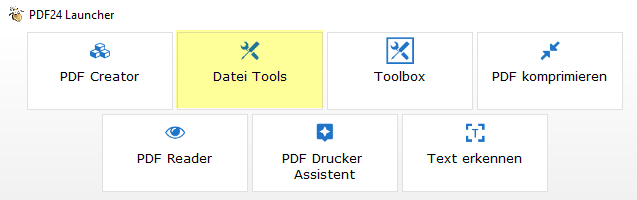 PDF24 Launcher
PDF Creator
Datei Tools
Toolbox
PDF komprimieren
PDF Reader
PDF Drucker
Assistent
Text erkennen